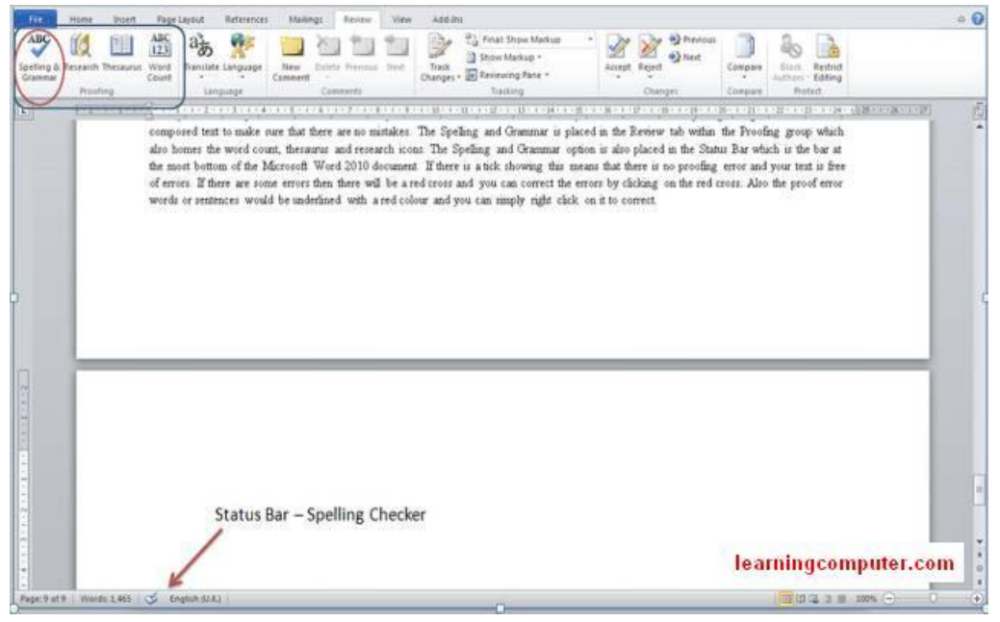 File Home Insert Page Layout References Mailings Review View Add-Ins
ABC ABC 123
Spelling & Grammar Research Thesaurus Word Count Translate Language New Comment Delete Previous Next Track Changes Final: Show Markup Show Markup Reviewing Pane Accept Reject Previous Next Compare Block Authors Restrict Editing
Proofing Language Comments Tracking Changes Compare Protect
composed text to make sure that there are no mistakes. The Spelling and Grammar is placed in the Review tab within the Proofing group which
also homes the word count, thesaurus and research icons. The Spelling and Grammar option is also placed in the Status Bar which is the bar at
the most bottom of the Microsoft Word 2010 document. If there is a tick showing this means that there is no proofing error and your text is free
of errors. If there are some errors then there will be a red cross and you can correct the errors by clicking on the red cross. Also the proof error
words or sentences would be underlined with a red colour and you can simply right click on it to correct.
Status Bar – Spelling Checker
learningcomputer.com
Page: 9 of 9 Words: 1,465 English (U.K.) 100%